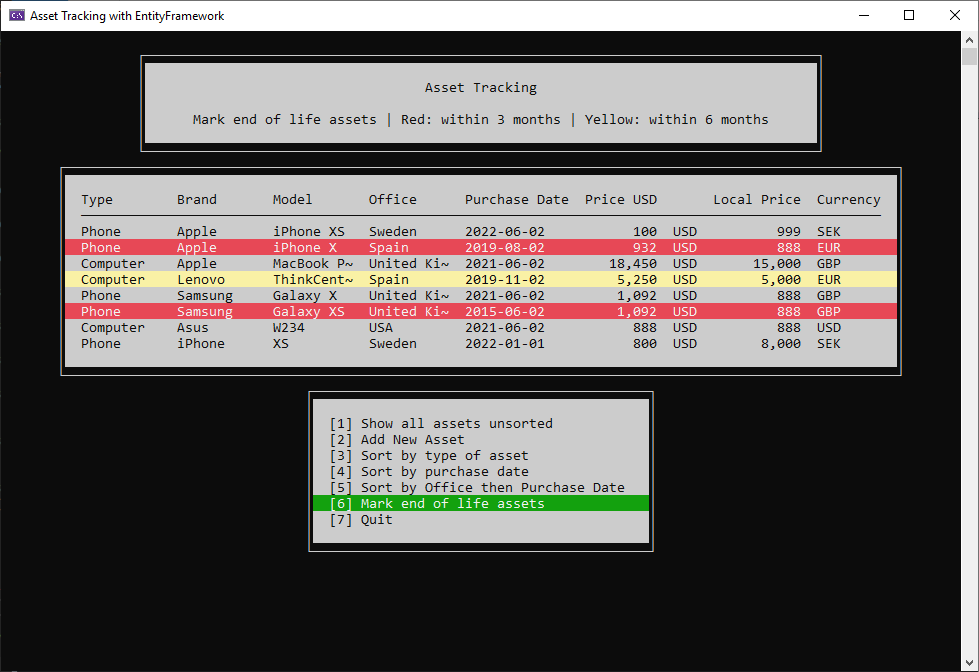 Asset Tracking with EntityFramework
Asset Tracking
Mark end of life assets | Red: within 3 months | Yellow: within 6 months
Type Brand Model Office Purchase Date Price USD Local Price Currency
Phone Apple iPhone XS Sweden 2022-06-02 100 USD 999 SEK
Phone Apple iPhone X Spain 2019-08-02 932 USD 888 EUR
Computer Apple MacBook P~ United Ki~ 2021-06-02 18,450 USD 15,000 GBP
Computer Lenovo ThinkCent~ Spain 2019-11-02 5,250 USD 5,000 EUR
Phone Samsung Galaxy X United Ki~ 2021-06-02 1,092 USD 888 GBP
Phone Samsung Galaxy XS United Ki~ 2015-06-02 1,092 USD 888 GBP
Computer Asus W234 USA 2021-06-02 888 USD 888 USD
Phone iPhone XS Sweden 2022-01-01 800 USD 8,000 SEK
[1] Show all assets unsorted
[2] Add New Asset
[3] Sort by type of asset
[4] Sort by purchase date
[5] Sort by Office then Purchase Date
[6] Mark end of life assets
[7] Quit